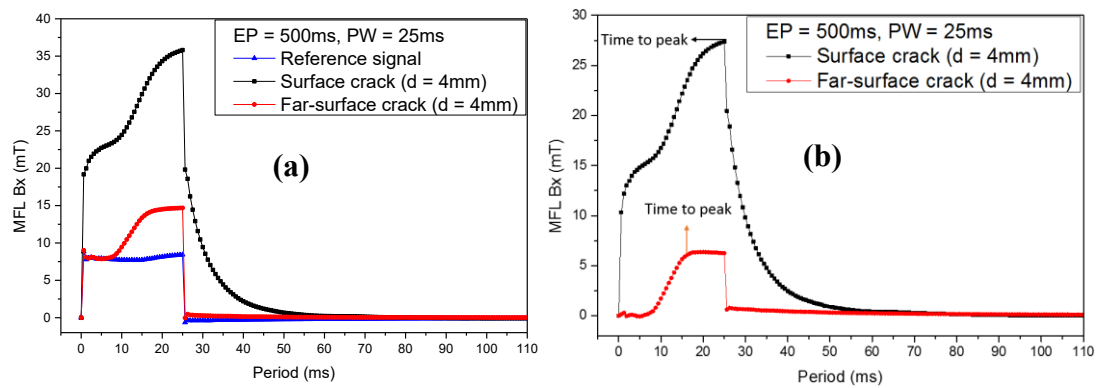 EP = 500ms, PW = 25ms
Reference signal
Surface crack (d = 4mm)
Far-surface crack (d = 4mm)
(a)
40
35
30
25
20
15
10
5
0
MFL Bx (mT)
0 10 20 30 40 50 60 70 80 90 100 110
Period (ms)
EP = 500ms, PW = 25ms
Surface crack (d = 4mm)
Far-surface crack (d = 4mm)
Time to peak
(b)
Time to peak
30
25
20
15
10
5
0
MFL Bx (mT)
0 10 20 30 40 50 60 70 80 90 100 110
Period (ms)